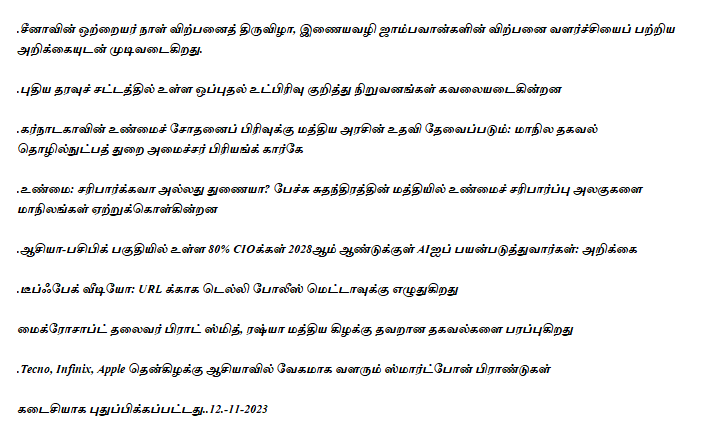 .சீனாவின் ஒற்றையர் நாள் விற்பனைத் திருவிழா, இணையவழி ஜாம்பவான்களின் விற்பனை வளர்ச்சியைப் பற்றிய
அறிக்கையுடன் முடிவடைகிறது.
.புதிய தரவுச் சட்டத்தில் உள்ள ஒப்புதல் உட்பிரிவு குறித்து நிறுவனங்கள் கவலையடைகின்றன
.கர்நாடகாவின் உண்மைச் சோதனைப் பிரிவுக்கு மத்திய அரசின் உதவி தேவைப்படும்: மாநில தகவல்
தொழில்நுட்பத் துறை அமைச்சர் பிரியங்க் கார்கே
.உண்மை: சரிபார்க்கவா அல்லது துணையா? பேச்சு சுதந்திரத்தின் மத்தியில் உண்மைச் சரிபார்ப்பு அலகுகளை
மாநிலங்கள் ஏற்றுக்கொள்கின்றன
.ஆசியா-பசிபிக் பகுதியில் உள்ள 80% CIOக்கள் 2028ஆம் ஆண்டுக்குள் AIஐப் பயன்படுத்துவார்கள்: அறிக்கை
.டீப்ஃபேக் வீடியோ: URL க்காக டெல்லி போலீஸ் மெட்டாவுக்கு எழுதுகிறது
மைக்ரோசாப்ட் தலைவர் பிராட் ஸ்மித், ரஷ்யா மத்திய கிழக்கு தவறான தகவல்களை பரப்புகிறது
.Tecno, Infinix, Apple தென்கிழக்கு ஆசியாவில் வேகமாக வளரும் ஸ்மார்ட்போன் பிராண்டுகள்
கடைசியாக புதுப்பிக்கப்பட்டது..12.-11-2023